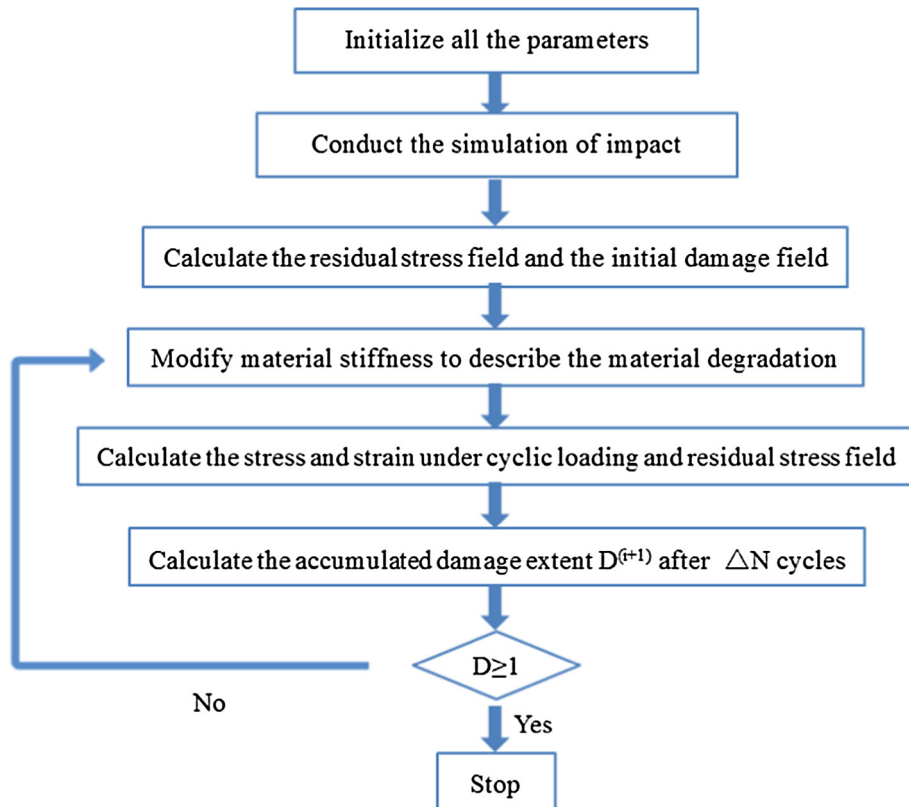 Initialize all the parameters
Conduct the simulation of impact
Calculate the residual stress field and the initial damage field
Modify material stiffness to describe the material degradation
Calculate the stress and strain under cyclic loading and residual stress field
Calculate the accumulated damage extent D⁽ⁱ⁺¹⁾ after △N cycles
D≥1
No
Yes
Stop